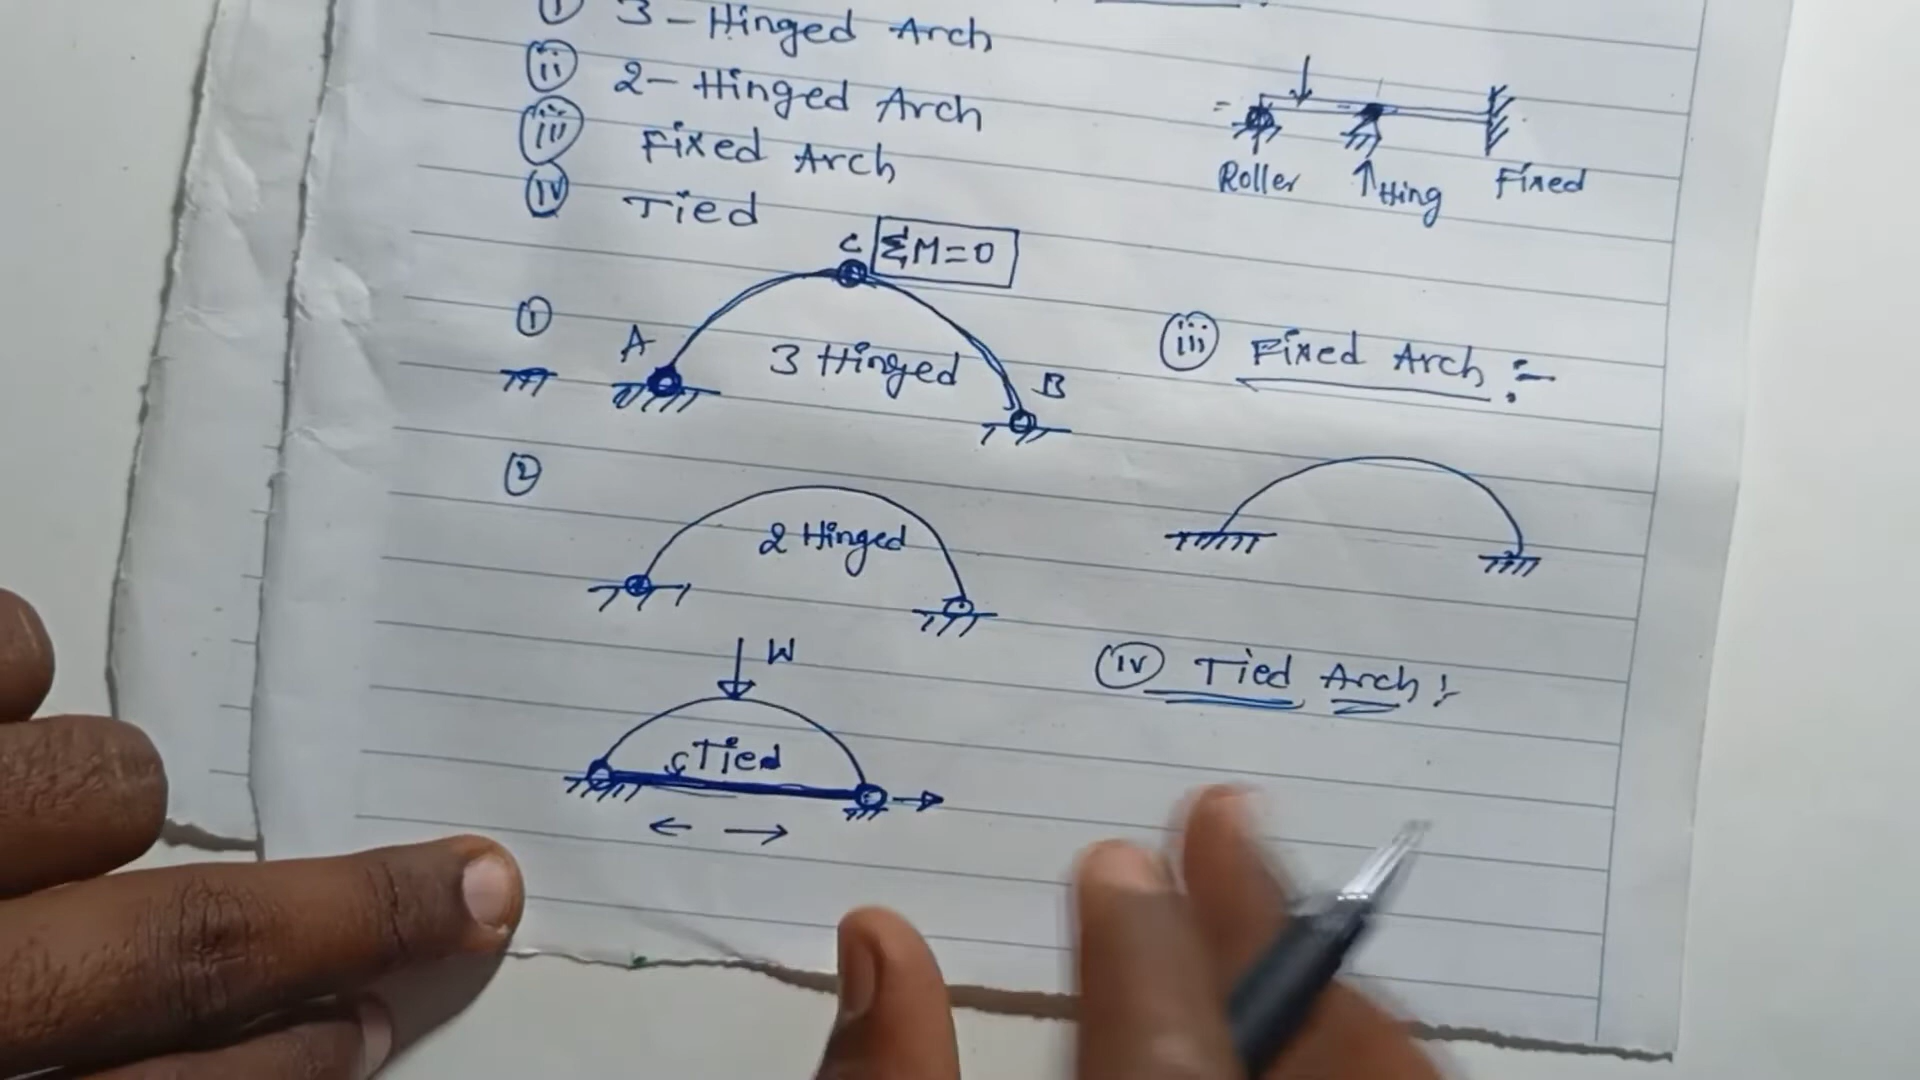 (i) 3-Hinged Arch
(ii) 2-Hinged Arch
(iii) Fixed Arch
(iv) Tied
Roller ↑Hing Fixed
C ΣM=0
(1) A 3 Hinged B
(iii) Fixed Arch :-
(2) 2 Hinged
W
(iv) Tied Arch :-
Tied
← →